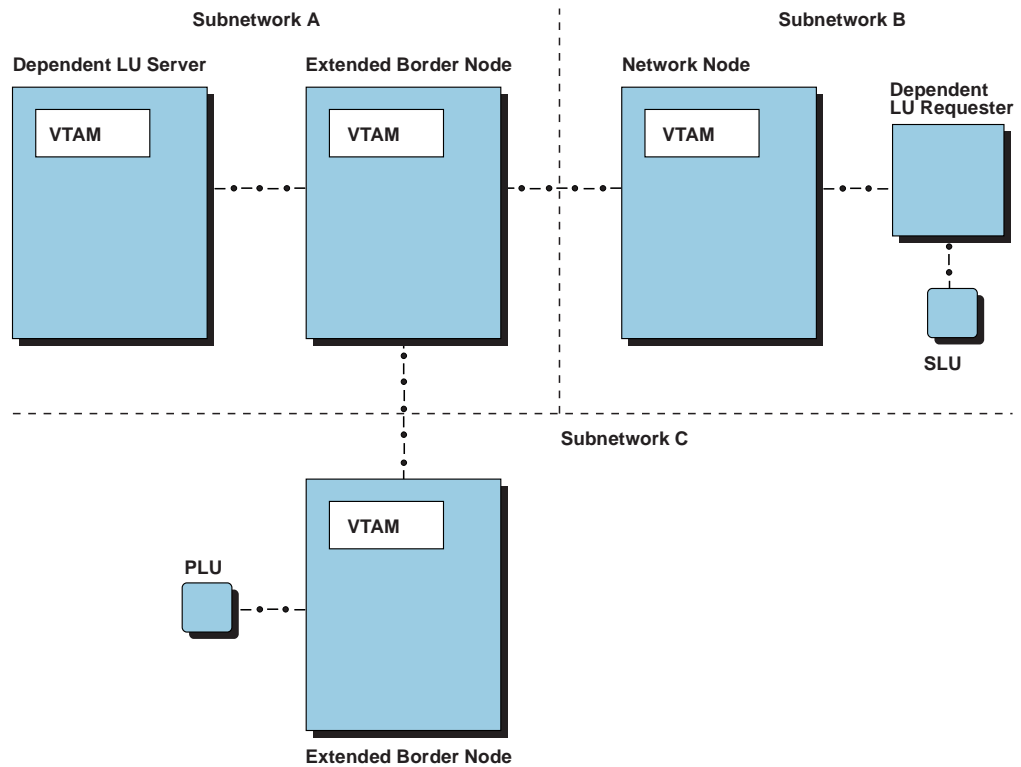 Subnetwork A
Subnetwork B
Dependent LU Server
Extended Border Node
Network Node
Dependent
LU Requester
VTAM
VTAM
VTAM
SLU
Subnetwork C
VTAM
PLU
Extended Border Node